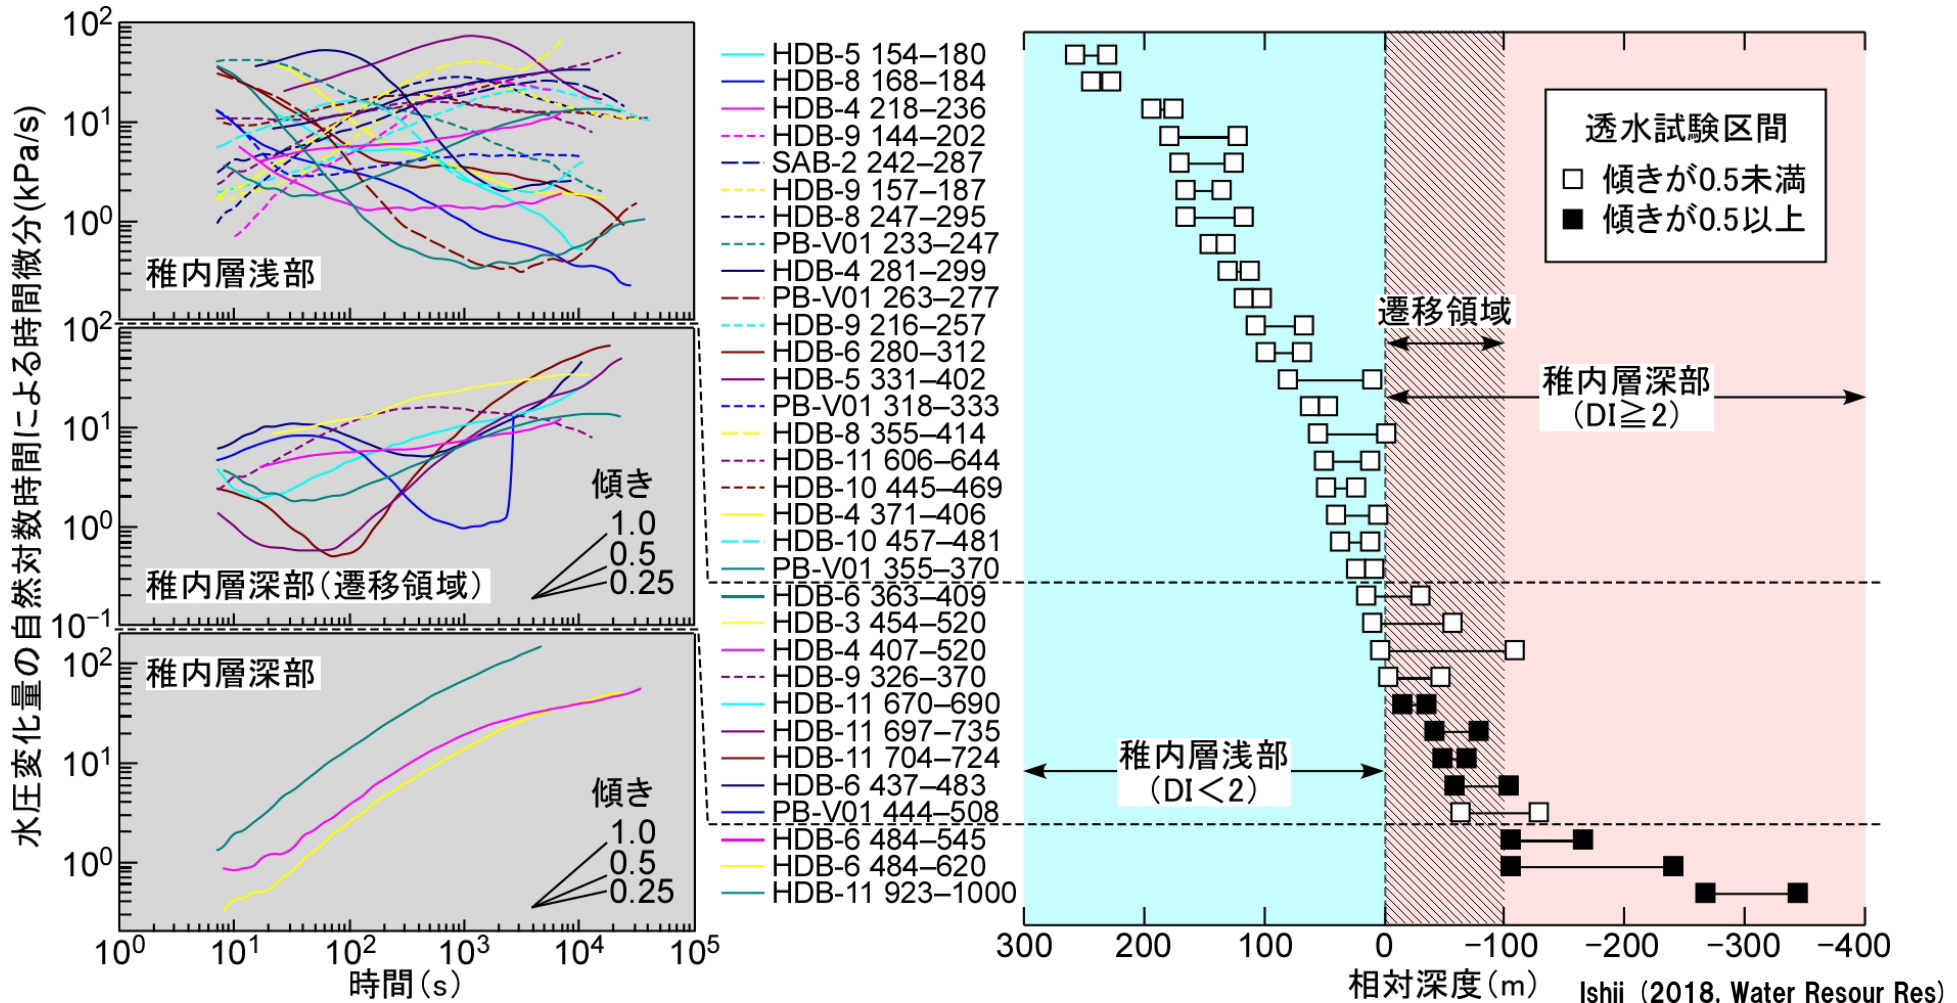 水圧変化量の自然対数時間による時間微分(kPa/s)
10²
10¹
10⁰
稚内層浅部
10²
10¹
10⁰
10⁻¹
稚内層深部（遷移領域）
傾き
1.0
0.5
0.25
稚内層深部
10²
10¹
10⁰
傾き
1.0
0.5
0.25
10⁰ 10¹ 10² 10³ 10⁴ 10⁵
時間（s）
HDB-5 154–180
HDB-8 168–184
HDB-4 218–236
HDB-9 144–202
SAB-2 242–287
HDB-9 157–187
HDB-8 247–295
PB-V01 233–247
HDB-4 281–299
PB-V01 263–277
HDB-9 216–257
HDB-6 280–312
HDB-5 331–402
PB-V01 318–333
HDB-8 355–414
HDB-11 606–644
HDB-10 445–469
HDB-4 371–406
HDB-10 457–481
PB-V01 355–370
HDB-6 363–409
HDB-3 454–520
HDB-4 407–520
HDB-9 326–370
HDB-11 670–690
HDB-11 697–735
HDB-11 704–724
HDB-6 437–483
PB-V01 444–508
HDB-6 484–545
HDB-6 484–620
HDB-11 923–1000
透水試験区間
傾きが0.5未満
傾きが0.5以上
遷移領域
稚内層深部
（DI≧2）
稚内層浅部
（DI＜2）
300 200 100 0 −100 −200 −300 −400
相対深度（m）
Ishii (2018, Water Resour Res)